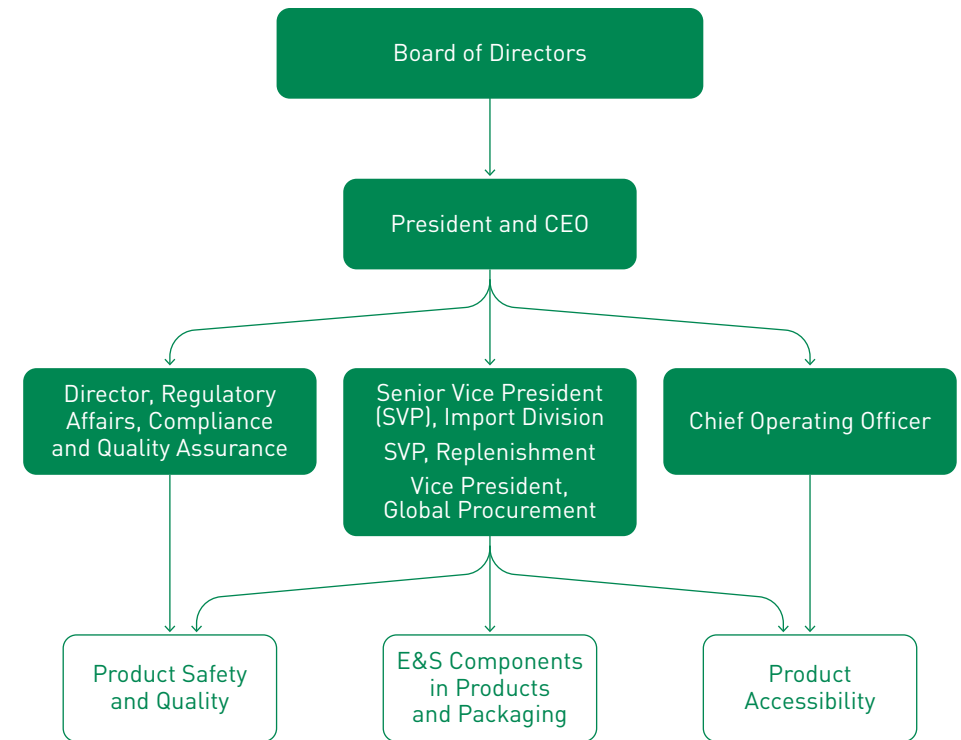 Board of Directors
President and CEO
Director, Regulatory
Affairs, Compliance
and Quality Assurance
Senior Vice President
(SVP), Import Division
SVP, Replenishment
Vice President,
Global Procurement
Chief Operating Officer
Product Safety
and Quality
E&S Components
in Products
and Packaging
Product
Accessibility